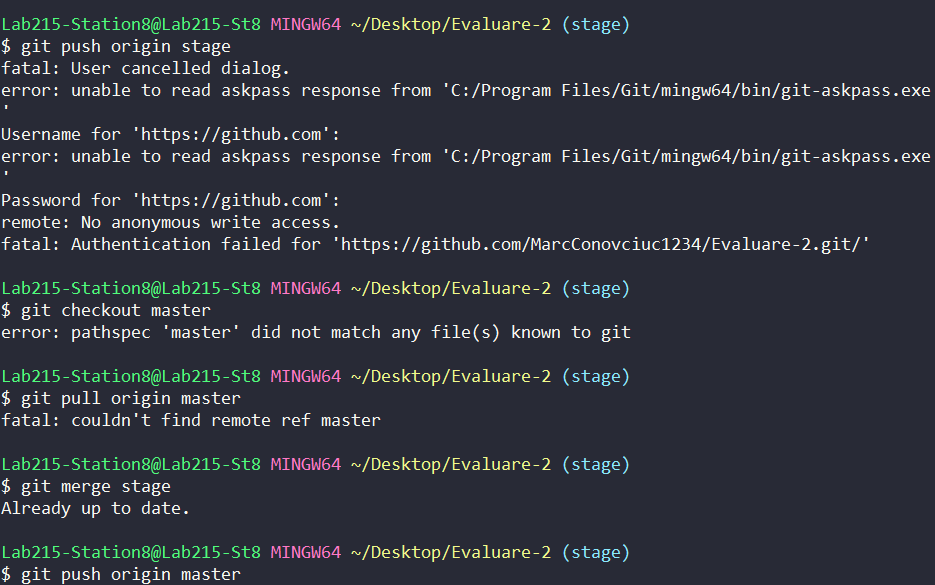 Lab215-Station8@Lab215-St8 MINGW64 ~/Desktop/Evaluare-2 (stage)
$ git push origin stage
fatal: User cancelled dialog.
error: unable to read askpass response from 'C:/Program Files/Git/mingw64/bin/git-askpass.exe
'
Username for 'https://github.com':
error: unable to read askpass response from 'C:/Program Files/Git/mingw64/bin/git-askpass.exe
'
Password for 'https://github.com':
remote: No anonymous write access.
fatal: Authentication failed for 'https://github.com/MarcConovciuc1234/Evaluare-2.git/'
Lab215-Station8@Lab215-St8 MINGW64 ~/Desktop/Evaluare-2 (stage)
$ git checkout master
error: pathspec 'master' did not match any file(s) known to git
Lab215-Station8@Lab215-St8 MINGW64 ~/Desktop/Evaluare-2 (stage)
$ git pull origin master
fatal: couldn't find remote ref master
Lab215-Station8@Lab215-St8 MINGW64 ~/Desktop/Evaluare-2 (stage)
$ git merge stage
Already up to date.
Lab215-Station8@Lab215-St8 MINGW64 ~/Desktop/Evaluare-2 (stage)
$ git push origin master